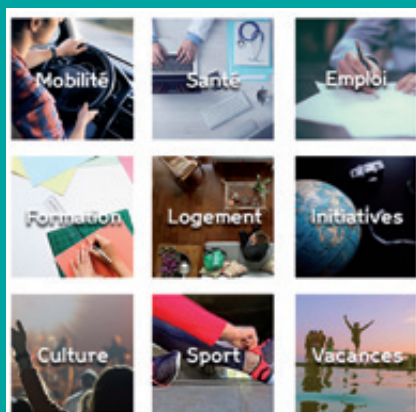 Mobilité
Santé
Emploi
Formation
Logement
Initiatives
Culture
Sport
Vacances